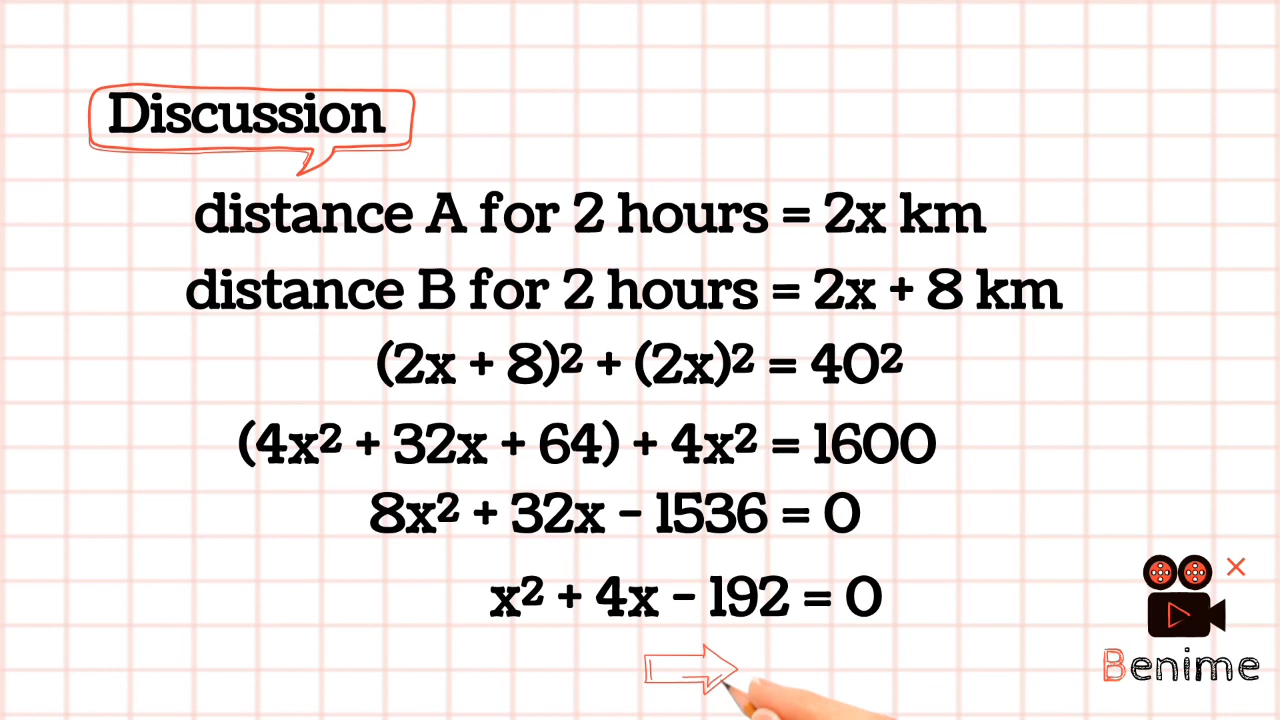 Discussion
distance A for 2 hours = 2x km
distance B for 2 hours = 2x + 8 km
(2x + 8)² + (2x)² = 40²
(4x² + 32x + 64) + 4x² = 1600
8x² + 32x - 1536 = 0
x² + 4x - 192 = 0
Benime